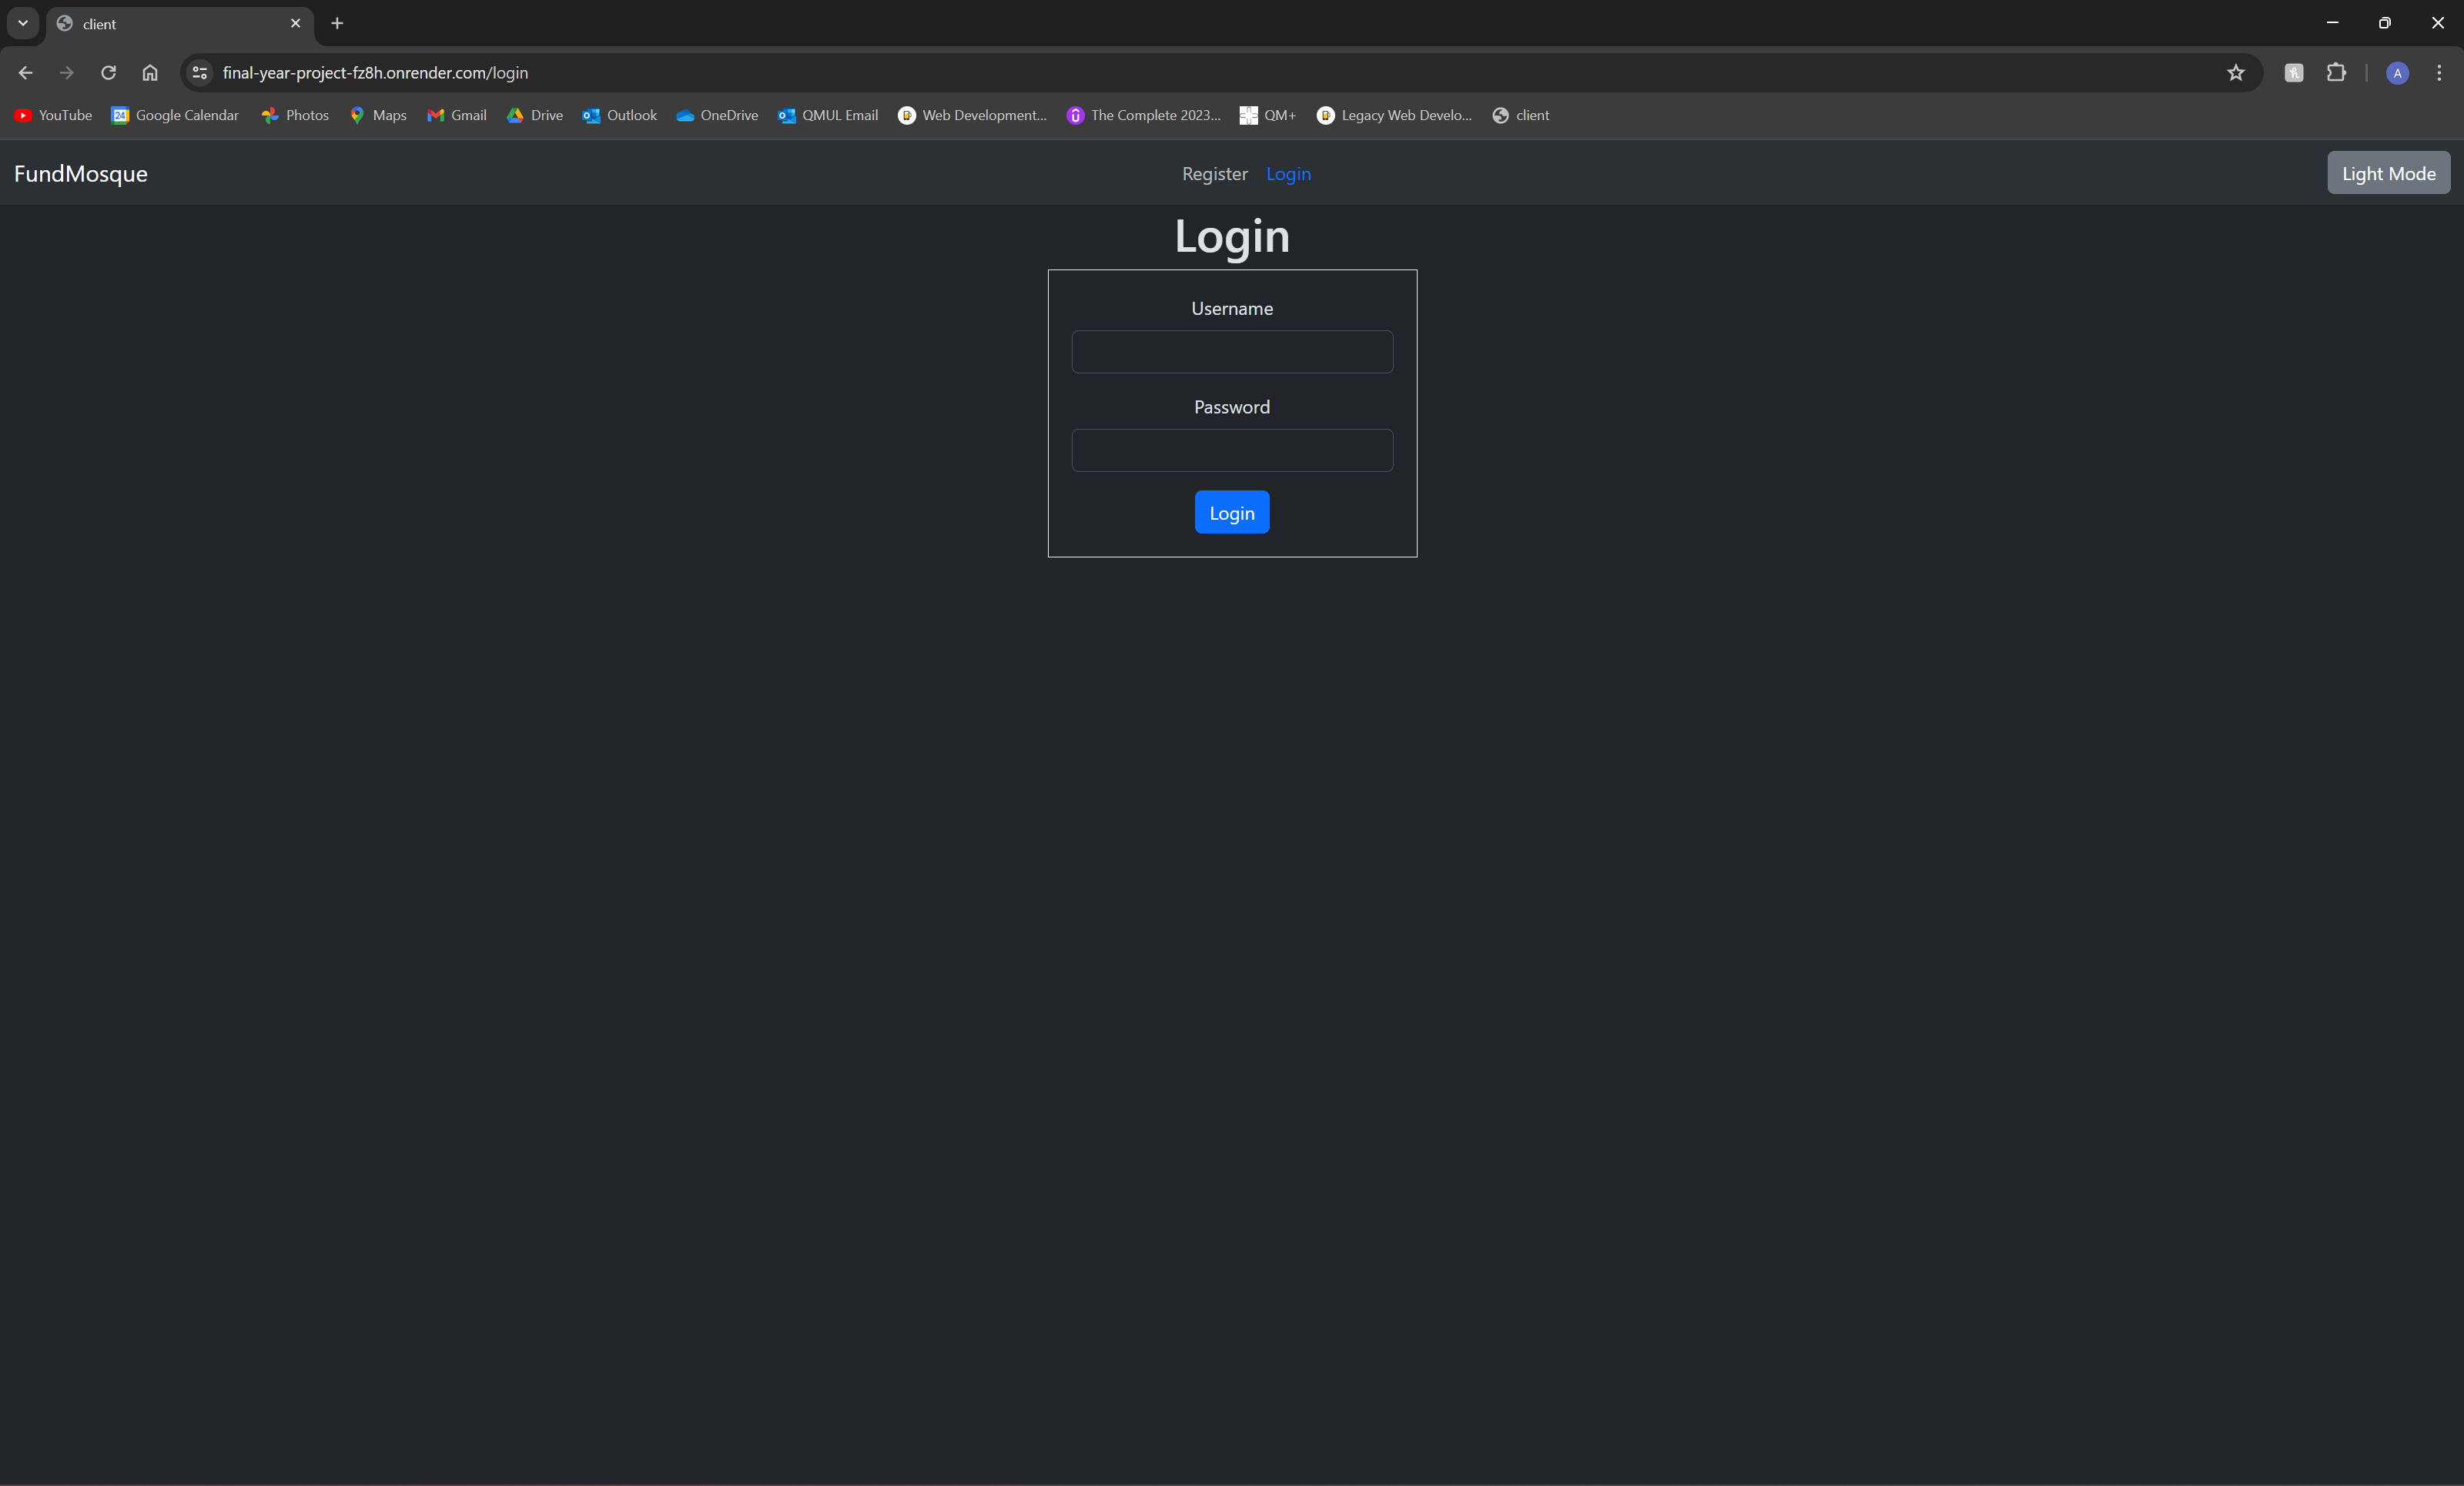 client
final-year-project-fz8h.onrender.com/login
A
YouTube 24 Google Calendar Photos Maps Gmail Drive Outlook OneDrive QMUL Email Web Development... The Complete 2023... QM+ Legacy Web Develo... client
FundMosque Register Login Light Mode
Login
Username
Password
Login